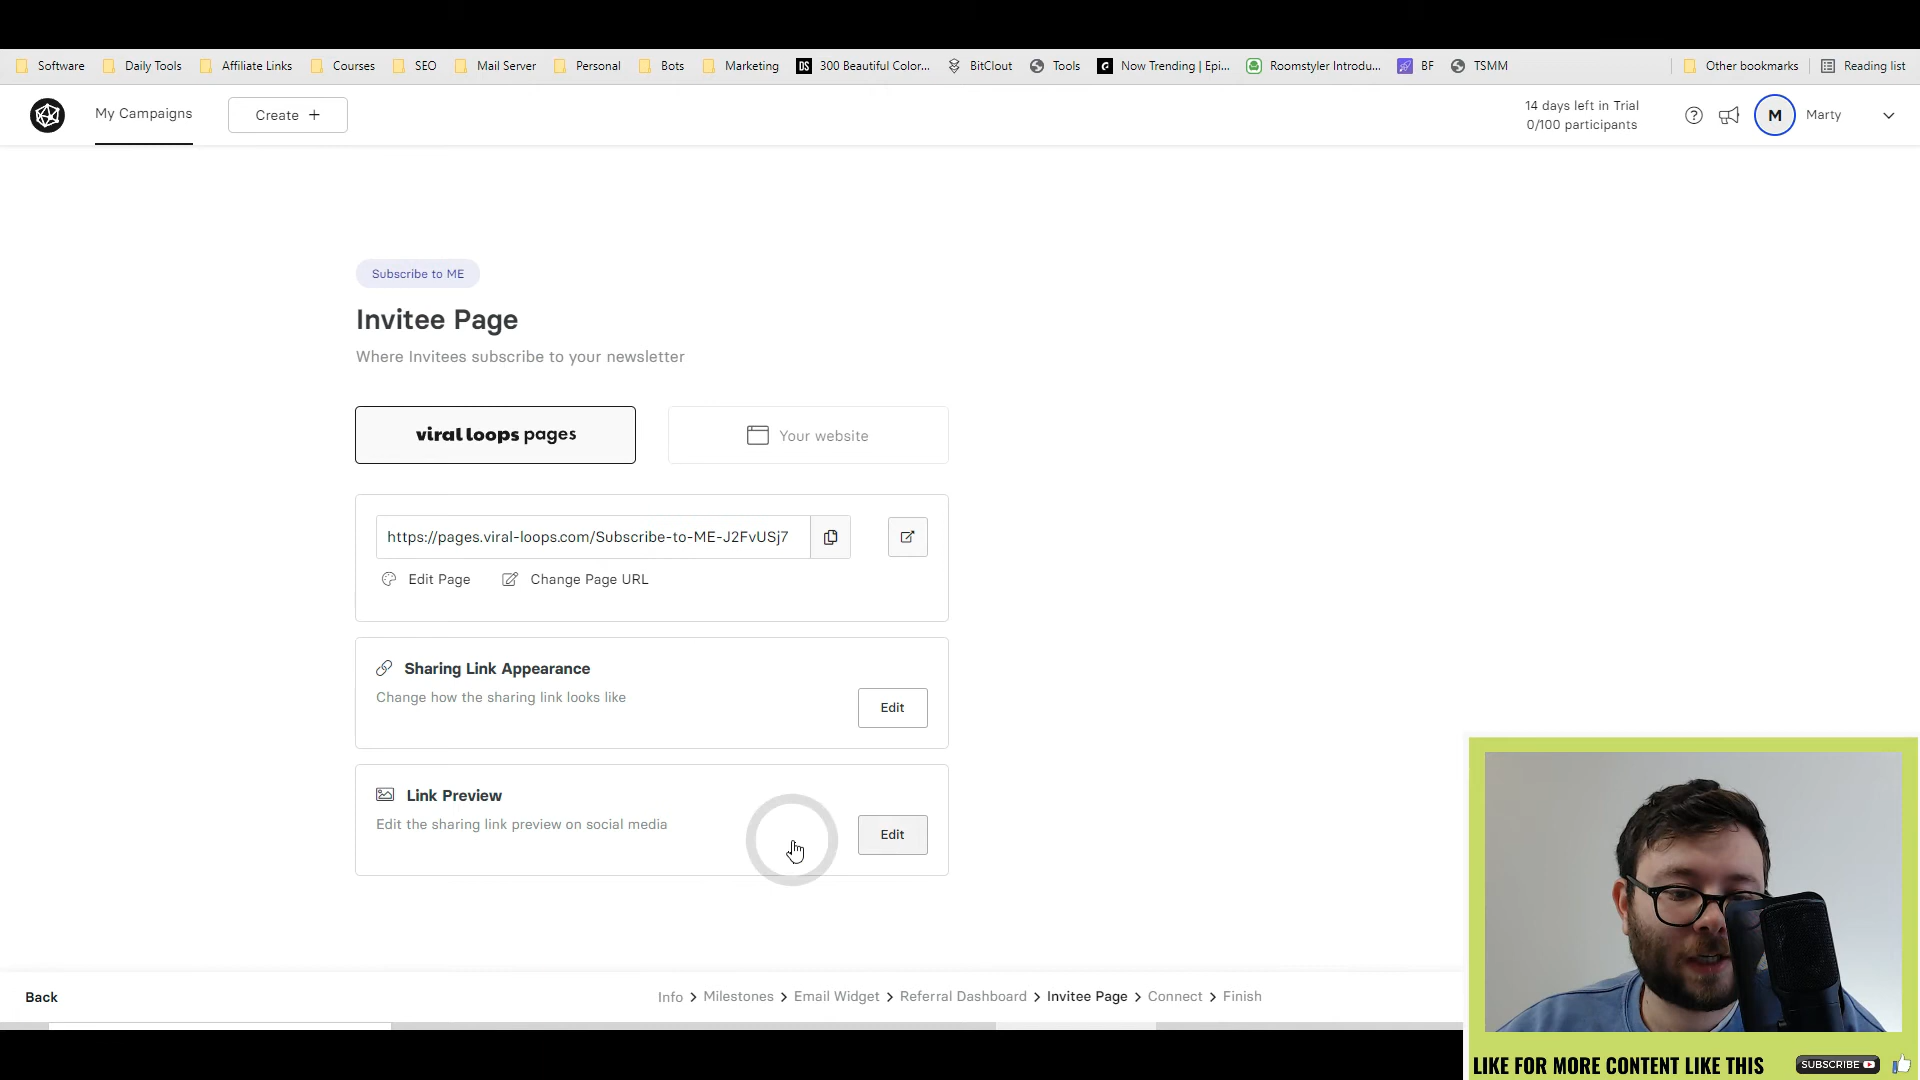 Software Daily Tools Affiliate Links Courses SEO Mail Server Personal Bots Marketing DS 300 Beautiful Color... BitClout Tools Now Trending | Epi... Roomstyler Introdu... BF TSMM Other bookmarks Reading list
My Campaigns Create + 14 days left in Trial
0/100 participants ? M Marty
Subscribe to ME
Invitee Page
Where Invitees subscribe to your newsletter
viral loops pages Your website
https://pages.viral-loops.com/Subscribe-to-ME-J2FvUSj7
Edit Page Change Page URL
Sharing Link Appearance
Change how the sharing link looks like
Edit
Link Preview
Edit the sharing link preview on social media
Edit
Back Info > Milestones > Email Widget > Referral Dashboard > Invitee Page > Connect > Finish
LIKE FOR MORE CONTENT LIKE THIS SUBSCRIBE